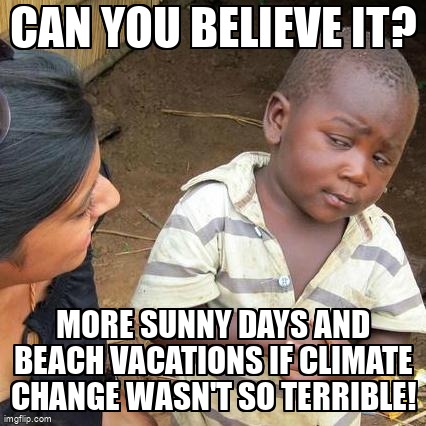 CAN YOU BELIEVE IT?
MORE SUNNY DAYS AND
BEACH VACATIONS IF CLIMATE
CHANGE WASN'T SO TERRIBLE!
imgflip.com